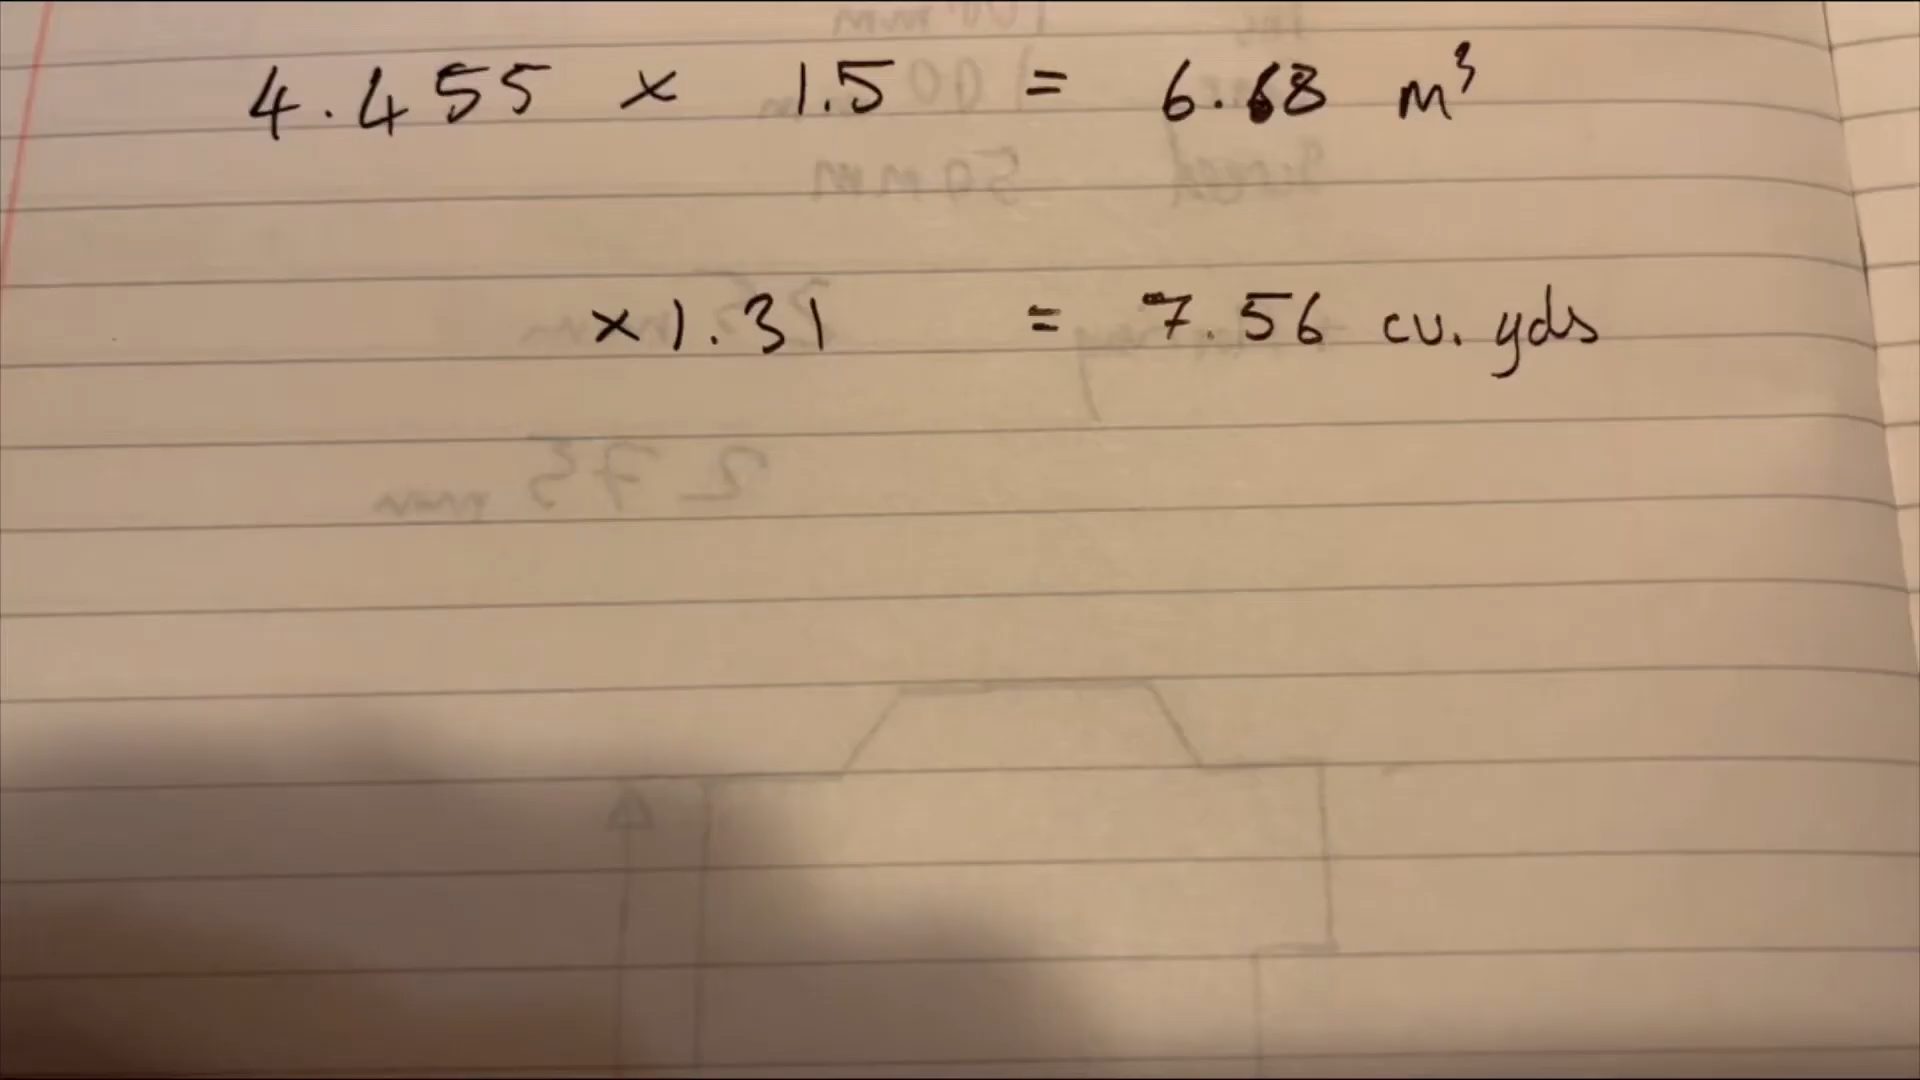 4.455 x 1.5 = 6.68 m³
x 1.31 = 7.56 cu. yds